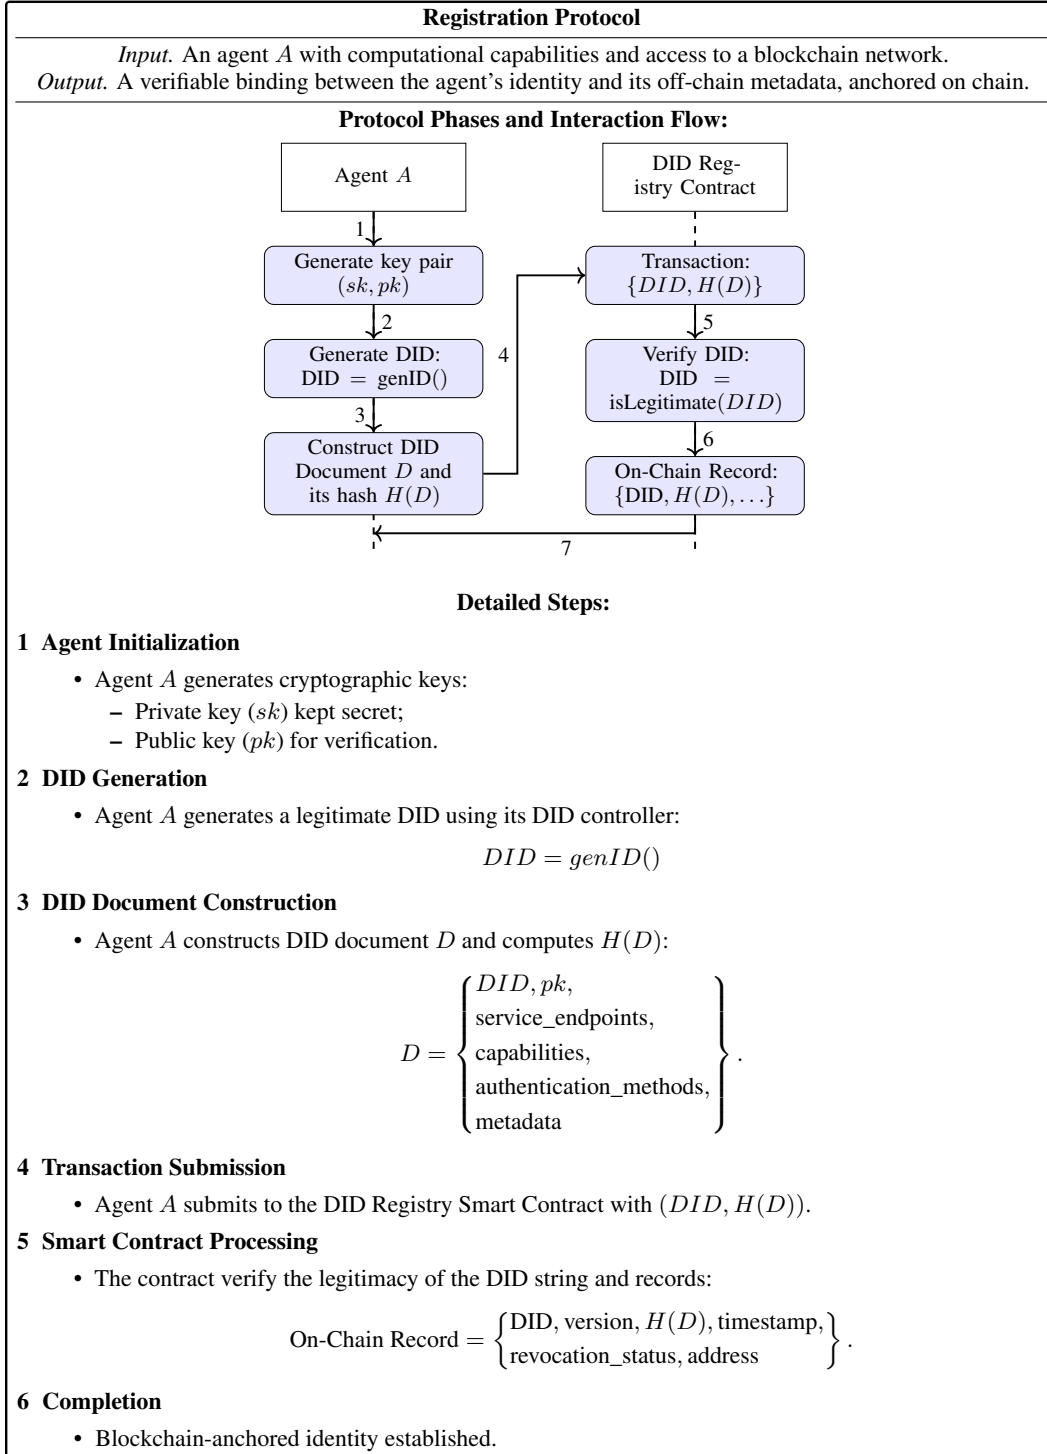 Registration Protocol
Input. An agent A with computational capabilities and access to a blockchain network.
Output. A verifiable binding between the agent's identity and its off-chain metadata, anchored on chain.
Protocol Phases and Interaction Flow:
Agent A
DID Reg-
istry Contract
1
Generate key pair
(sk, pk)
Transaction:
{DID, H(D)}
2
5
Generate DID:
DID = genID()
4
Verify DID:
DID =
isLegitimate(DID)
3
6
Construct DID
Document D and
its hash H(D)
On-Chain Record:
{DID, H(D), . . .}
7
Detailed Steps:
1 Agent Initialization
• Agent A generates cryptographic keys:
– Private key (sk) kept secret;
– Public key (pk) for verification.
2 DID Generation
• Agent A generates a legitimate DID using its DID controller:
DID = genID()
3 DID Document Construction
• Agent A constructs DID document D and computes H(D):
D = { DID, pk,
service_endpoints,
capabilities,
authentication_methods,
metadata } .
4 Transaction Submission
• Agent A submits to the DID Registry Smart Contract with (DID, H(D)).
5 Smart Contract Processing
• The contract verify the legitimacy of the DID string and records:
On-Chain Record = { DID, version, H(D), timestamp,
revocation_status, address } .
6 Completion
• Blockchain-anchored identity established.